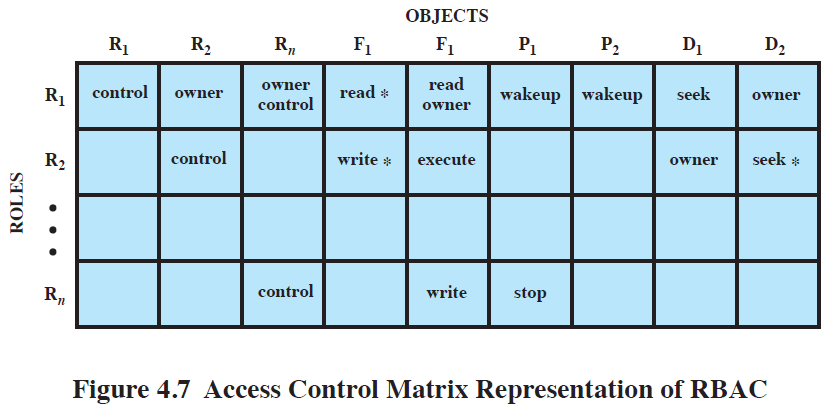 OBJECTS
R1 R2 Rn F1 F1 P1 P2 D1 D2
R1 control owner owner control read * read owner wakeup wakeup seek owner
R2 control write * execute owner seek *
ROLES
Rn control write stop
Figure 4.7 Access Control Matrix Representation of RBAC